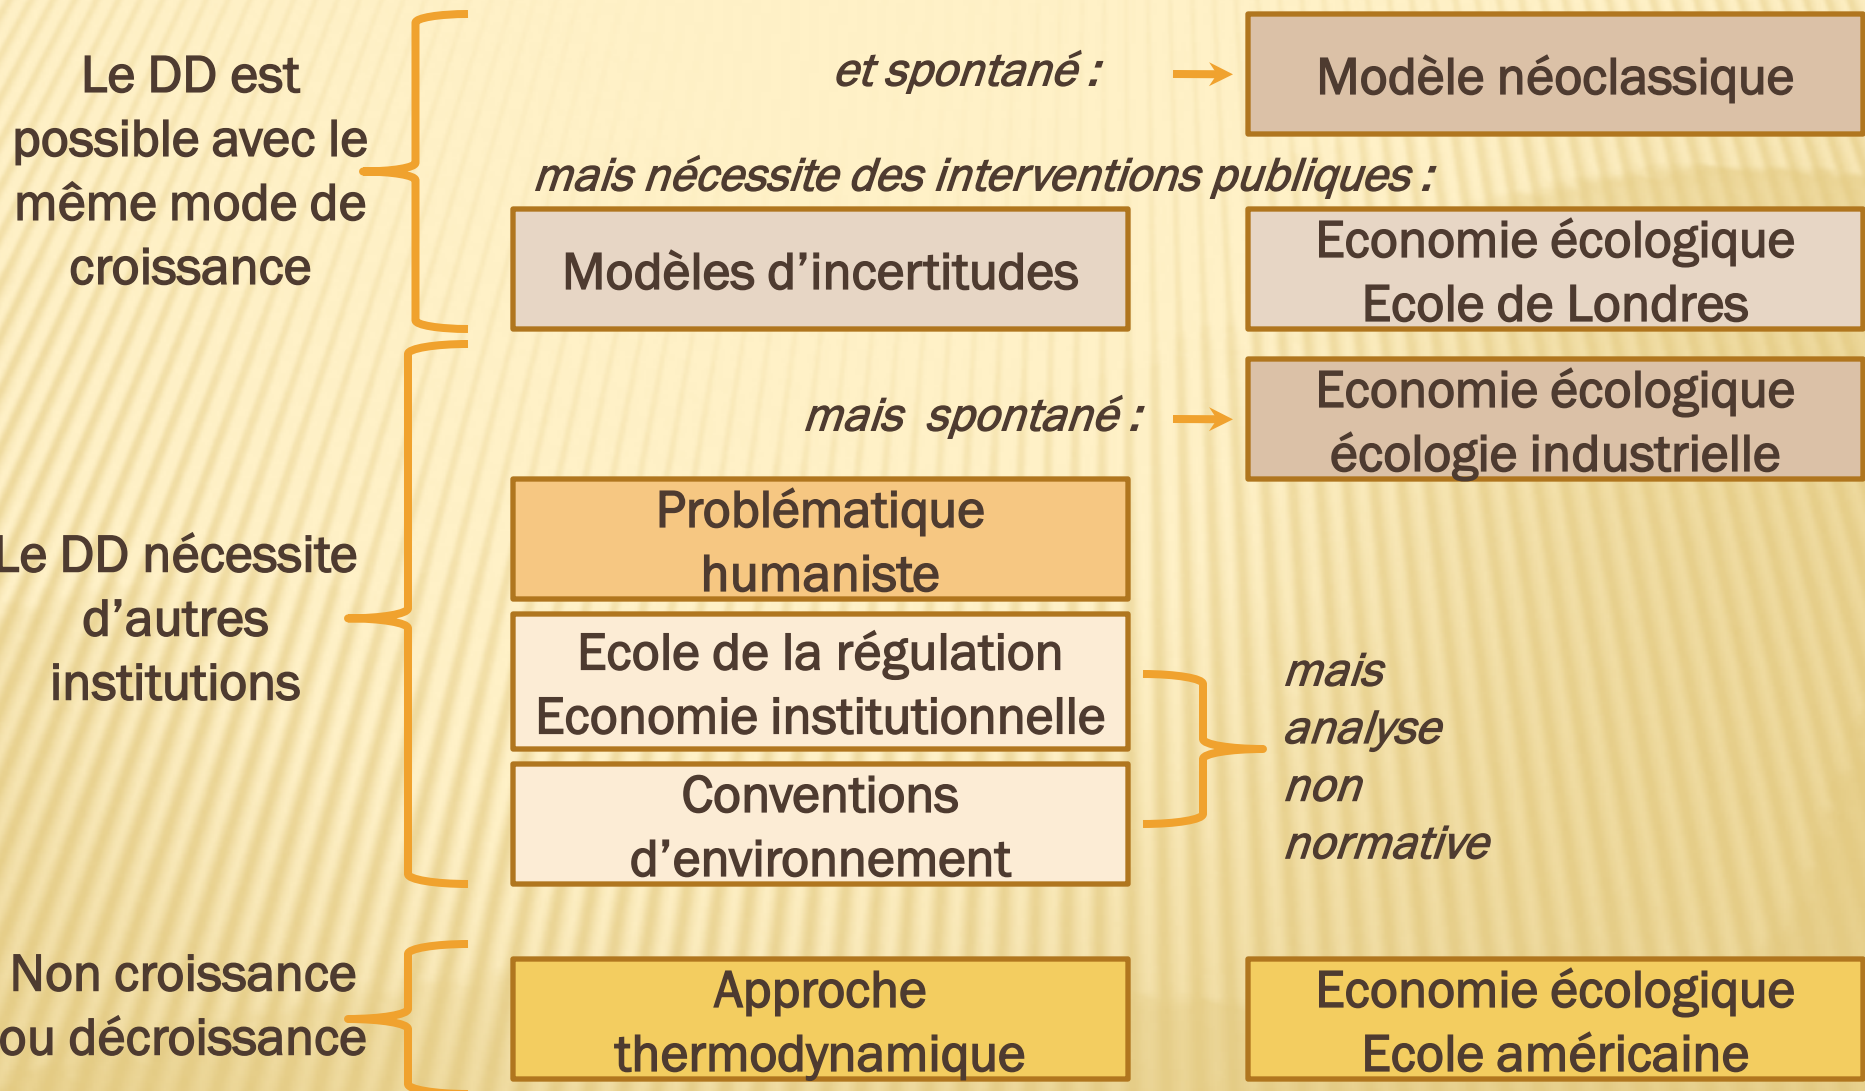 Le DD est
possible avec le
même mode de
croissance
et spontané :
Modèle néoclassique
mais nécessite des interventions publiques :
Modèles d’incertitudes
Economie écologique
Ecole de Londres
Le DD nécessite
d’autres
institutions
mais spontané :
Economie écologique
écologie industrielle
Problématique
humaniste
Ecole de la régulation
Economie institutionnelle
Conventions
d’environnement
mais
analyse
non
normative
Non croissance
ou décroissance
Approche
thermodynamique
Economie écologique
Ecole américaine